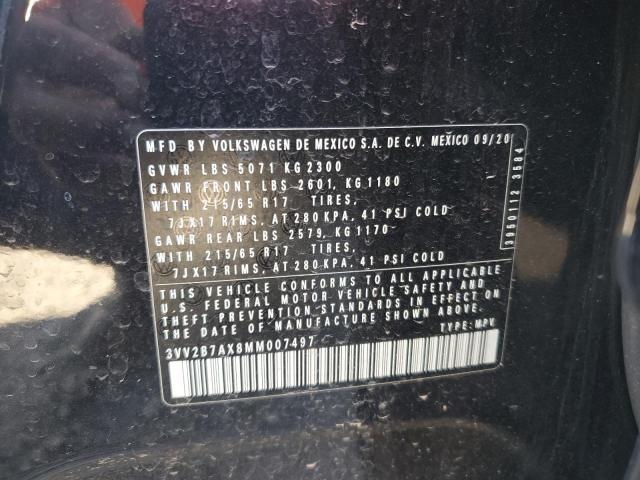 MFD BY VOLKSWAGEN DE MEXICO S.A. DE C.V. MEXICO 09/20
GVWR LBS 5071 KG 2300
GAWR FRONT LBS 2601, KG 1180
WITH 215/65 R17 TIRES,
7JX17 RIMS, AT 280 KPA, 41 PSI COLD
GAWR REAR LBS 2579, KG 1170
WITH 215/65 R17 TIRES,
7JX17 RIMS, AT 280 KPA, 41 PSI COLD
THIS VEHICLE CONFORMS TO ALL APPLICABLE
U.S. FEDERAL MOTOR VEHICLE SAFETY AND
THEFT PREVENTION STANDARDS IN EFFECT ON
THE DATE OF MANUFACTURE SHOWN ABOVE.
3VV2B7AX8MM007497 TYPE: MPV
3950112 3584